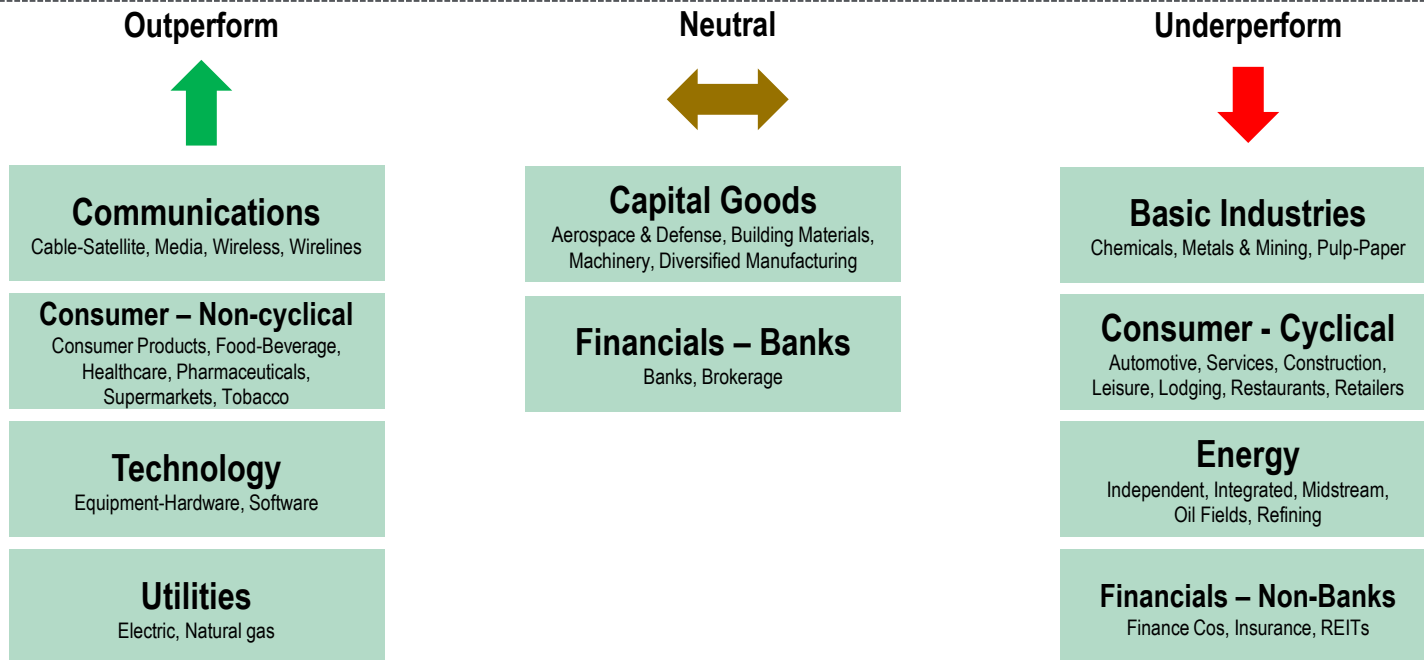 Outperform
Communications
Cable-Satellite, Media, Wireless, Wirelines
Consumer – Non-cyclical
Consumer Products, Food-Beverage,
Healthcare, Pharmaceuticals,
Supermarkets, Tobacco
Technology
Equipment-Hardware, Software
Utilities
Electric, Natural gas
Neutral
Capital Goods
Aerospace & Defense, Building Materials,
Machinery, Diversified Manufacturing
Financials – Banks
Banks, Brokerage
Underperform
Basic Industries
Chemicals, Metals & Mining, Pulp-Paper
Consumer - Cyclical
Automotive, Services, Construction,
Leisure, Lodging, Restaurants, Retailers
Energy
Independent, Integrated, Midstream,
Oil Fields, Refining
Financials – Non-Banks
Finance Cos, Insurance, REITs